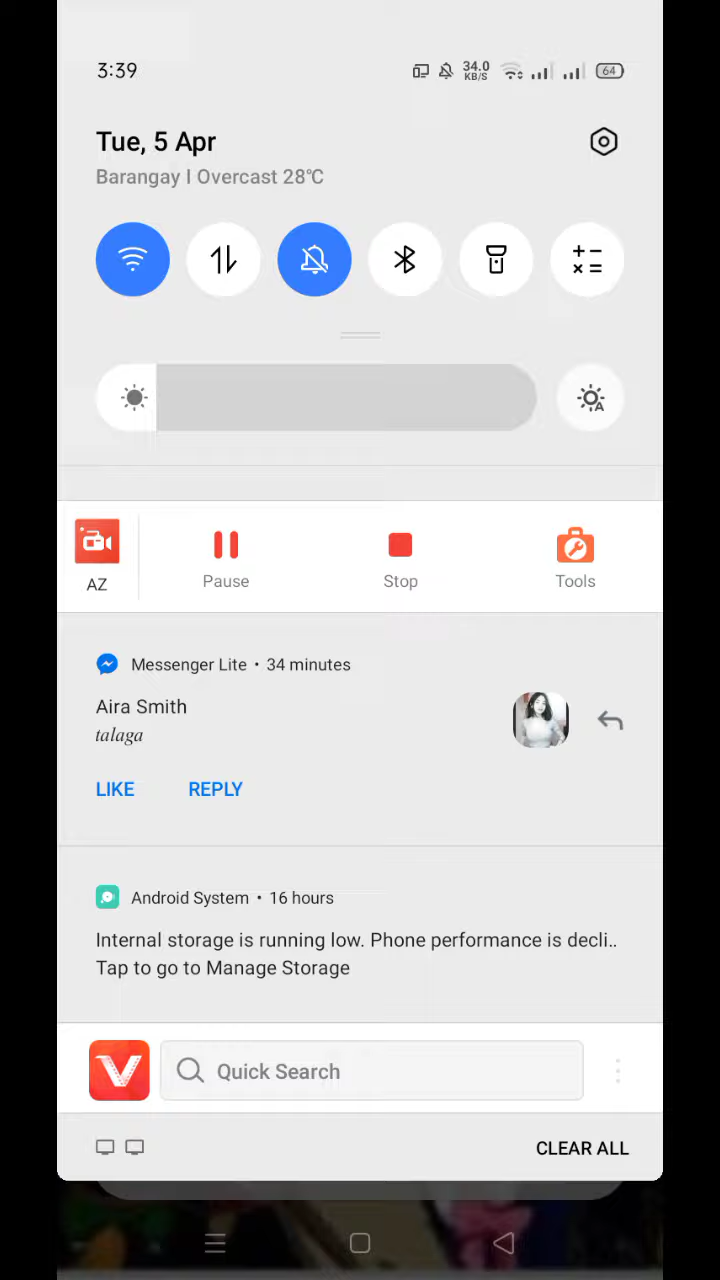 3:39
34.0
KB/S
64
Tue, 5 Apr
Barangay I Overcast 28°C
A
AZ
Pause
Stop
Tools
Messenger Lite • 34 minutes
Aira Smith
talaga
LIKE REPLY
Android System • 16 hours
Internal storage is running low. Phone performance is decli..
Tap to go to Manage Storage
V Quick Search
CLEAR ALL